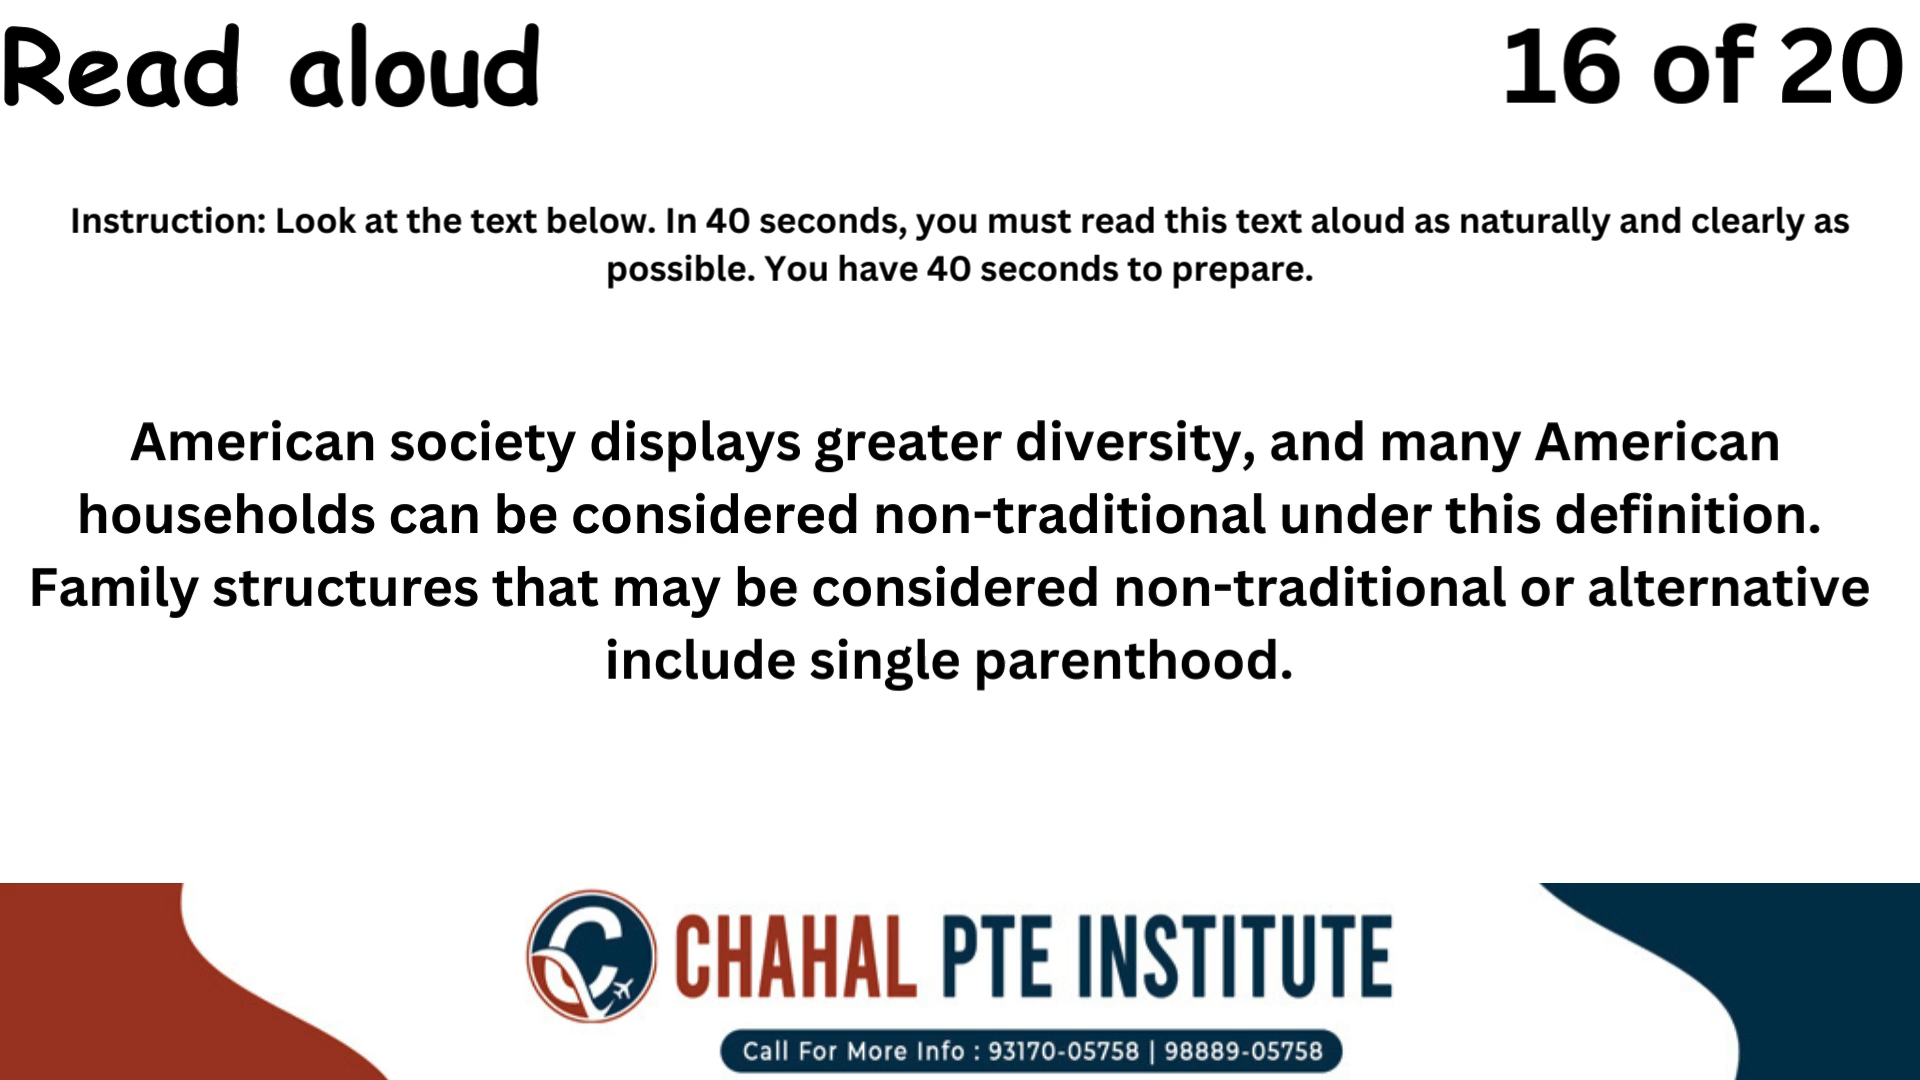 Read aloud
16 of 20
Instruction: Look at the text below. In 40 seconds, you must read this text aloud as naturally and clearly as
possible. You have 40 seconds to prepare.
American society displays greater diversity, and many American
households can be considered non-traditional under this definition.
Family structures that may be considered non-traditional or alternative
include single parenthood.
CHAHAL PTE INSTITUTE
Call For More Info : 93170-05758 | 98889-05758